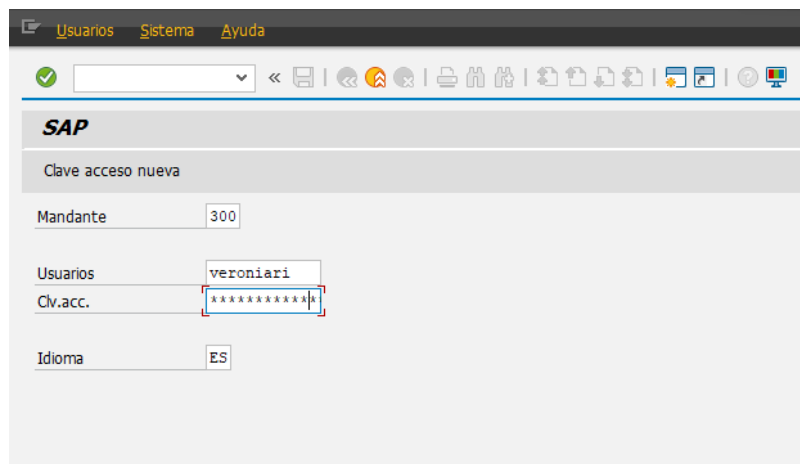 Usuarios Sistema Ayuda
SAP
Clave acceso nueva
Mandante 300
Usuarios veroniari
Clv.acc. ************
Idioma ES